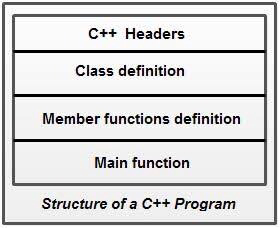 C++ Headers
Class definition
Member functions definition
Main function
Structure of a C++ Program